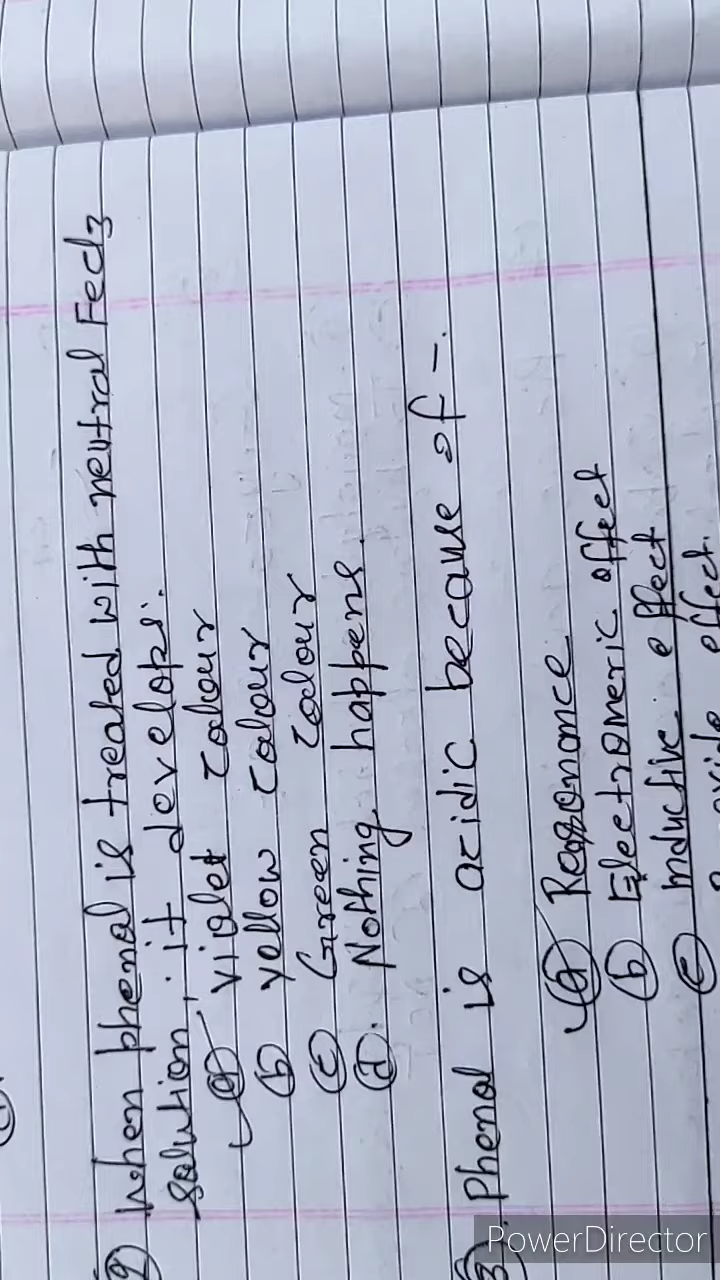 2) When phenol is treated with neutral Fecl3
solution, it develops:
a) violet colour
b) yellow colour
c) Green colour
d). Nothing happens.
3). Phenol is acidic because of -.
a) Resonance
b) Electromeric effect
c) inductive effect
effect.
PowerDirector